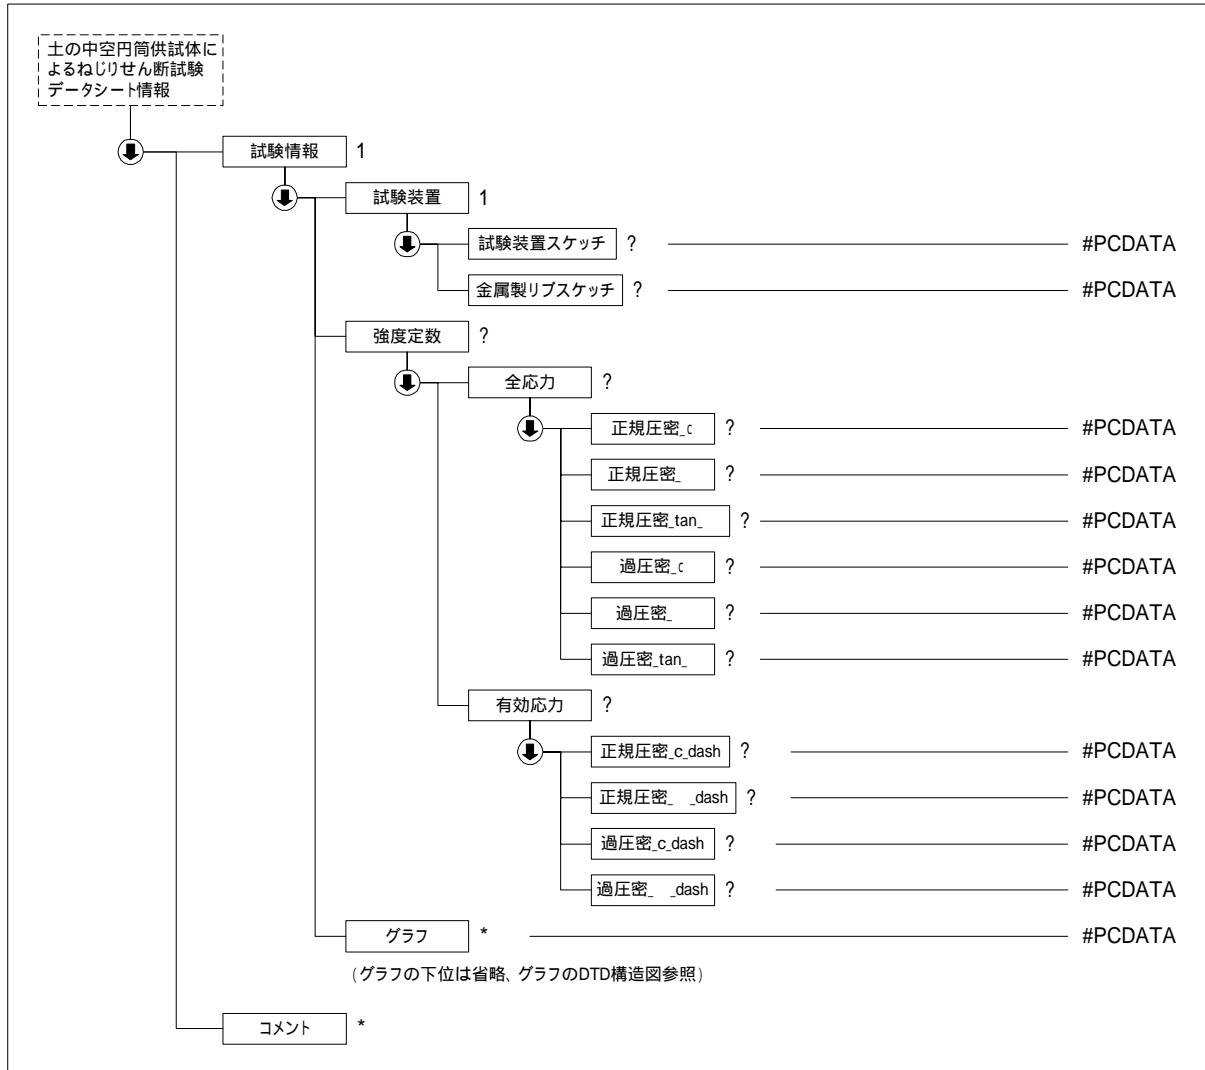 土の中空円筒供試体に
よるねじりせん断試験
データシート情報
試験情報 1
試験装置 1
試験装置スケッチ ? #PCDATA
金属製リブスケッチ ? #PCDATA
強度定数 ?
全応力 ?
正規圧密_c ? #PCDATA
正規圧密_ ? #PCDATA
正規圧密_tan_ ? #PCDATA
過圧密_c ? #PCDATA
過圧密_ ? #PCDATA
過圧密_tan_ ? #PCDATA
有効応力 ?
正規圧密_c_dash ? #PCDATA
正規圧密_ _dash ? #PCDATA
過圧密_c_dash ? #PCDATA
過圧密_ _dash ? #PCDATA
グラフ * #PCDATA
(グラフの下位は省略、グラフのDTD構造図参照)
コメント *